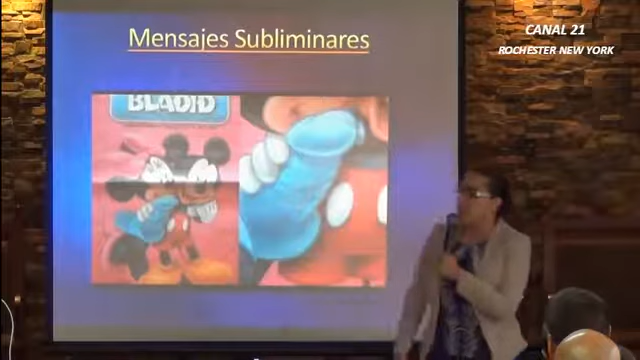 Mensajes Subliminares
CANAL 21
ROCHESTER NEW YORK
BLADID